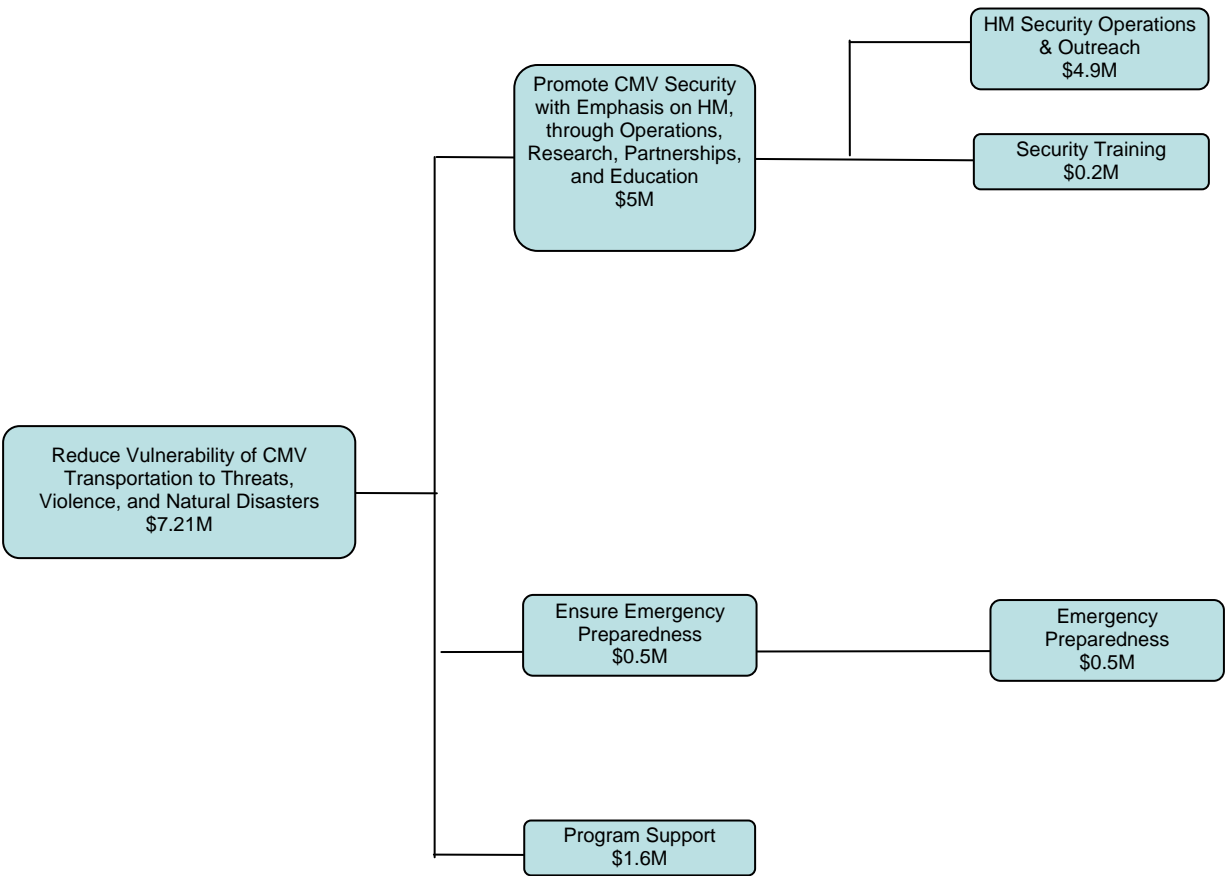 HM Security Operations
& Outreach
$4.9M
Promote CMV Security
with Emphasis on HM,
through Operations,
Research, Partnerships,
and Education
$5M
Security Training
$0.2M
Reduce Vulnerability of CMV
Transportation to Threats,
Violence, and Natural Disasters
$7.21M
Ensure Emergency
Preparedness
$0.5M
Emergency
Preparedness
$0.5M
Program Support
$1.6M